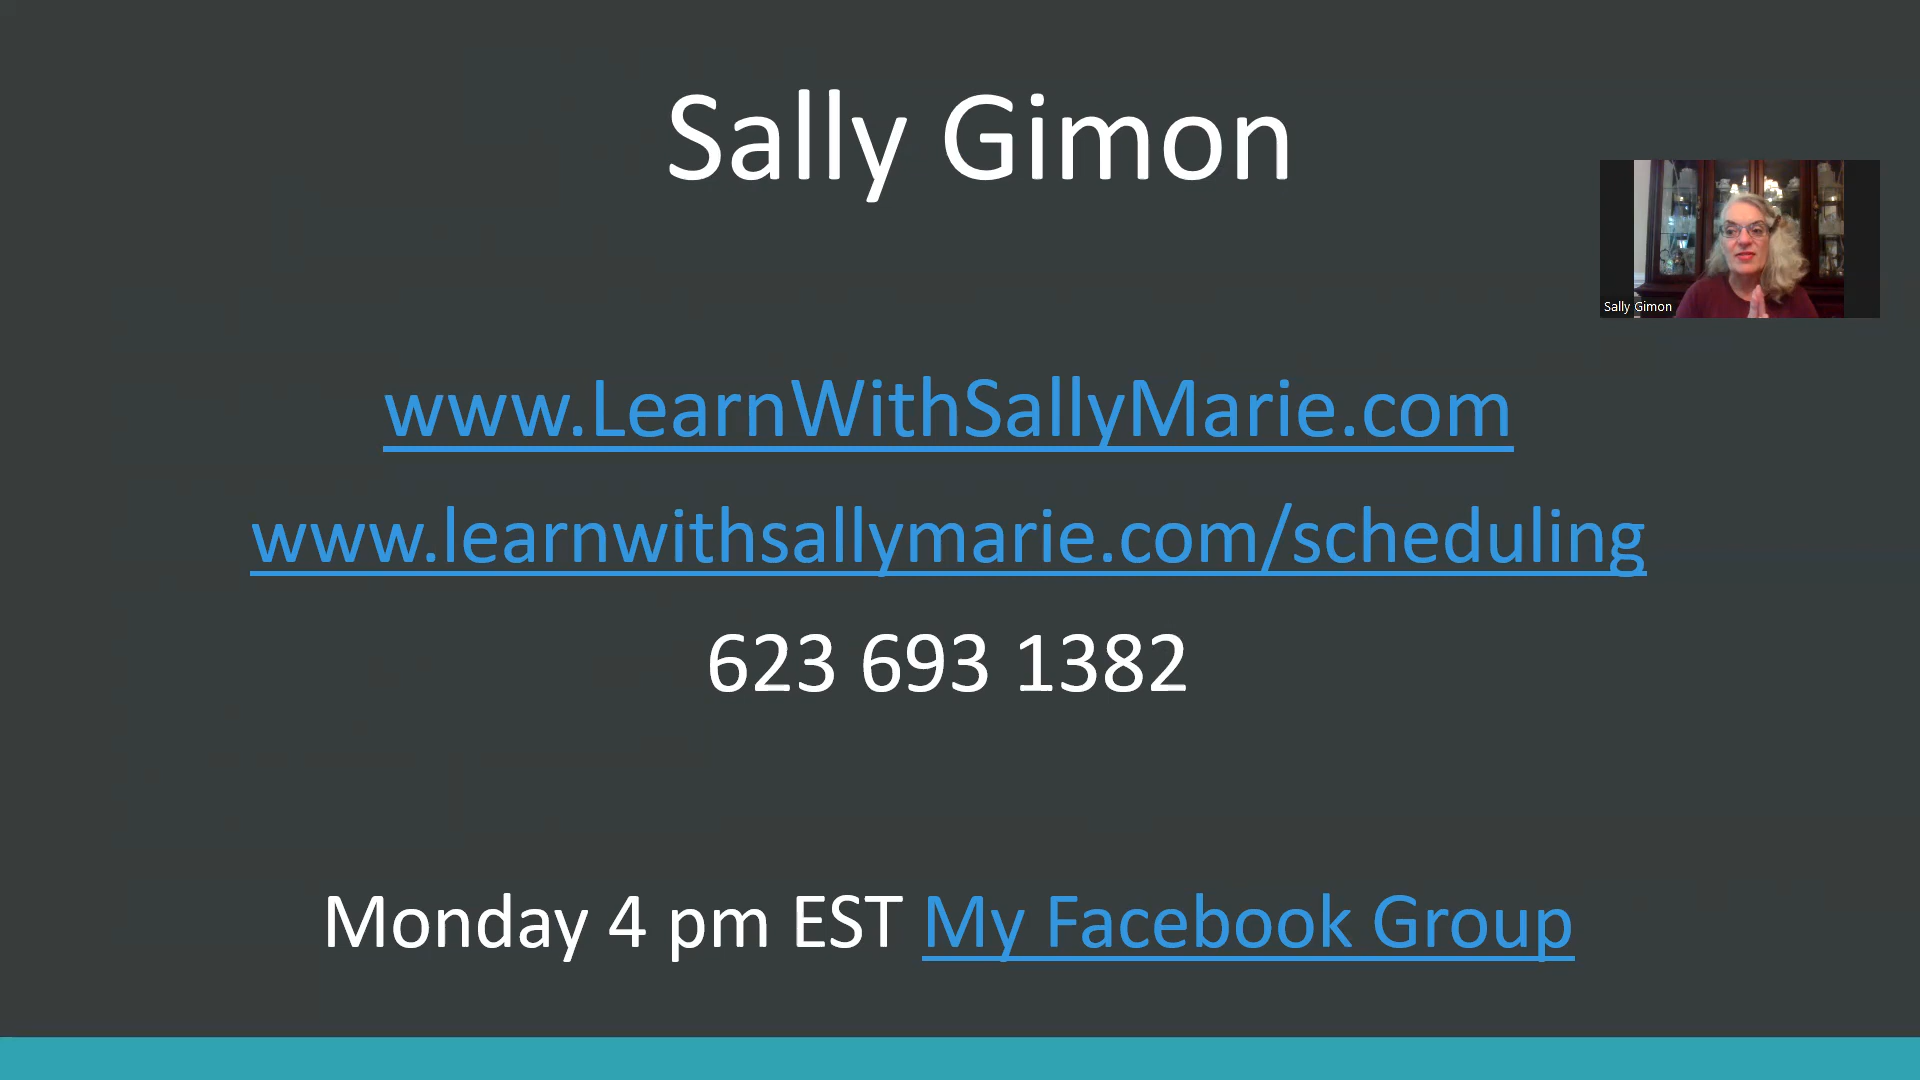 Sally Gimon
Sally Gimon
www.LearnWithSallyMarie.com
www.learnwithsallymarie.com/scheduling
623 693 1382
Monday 4 pm EST My Facebook Group